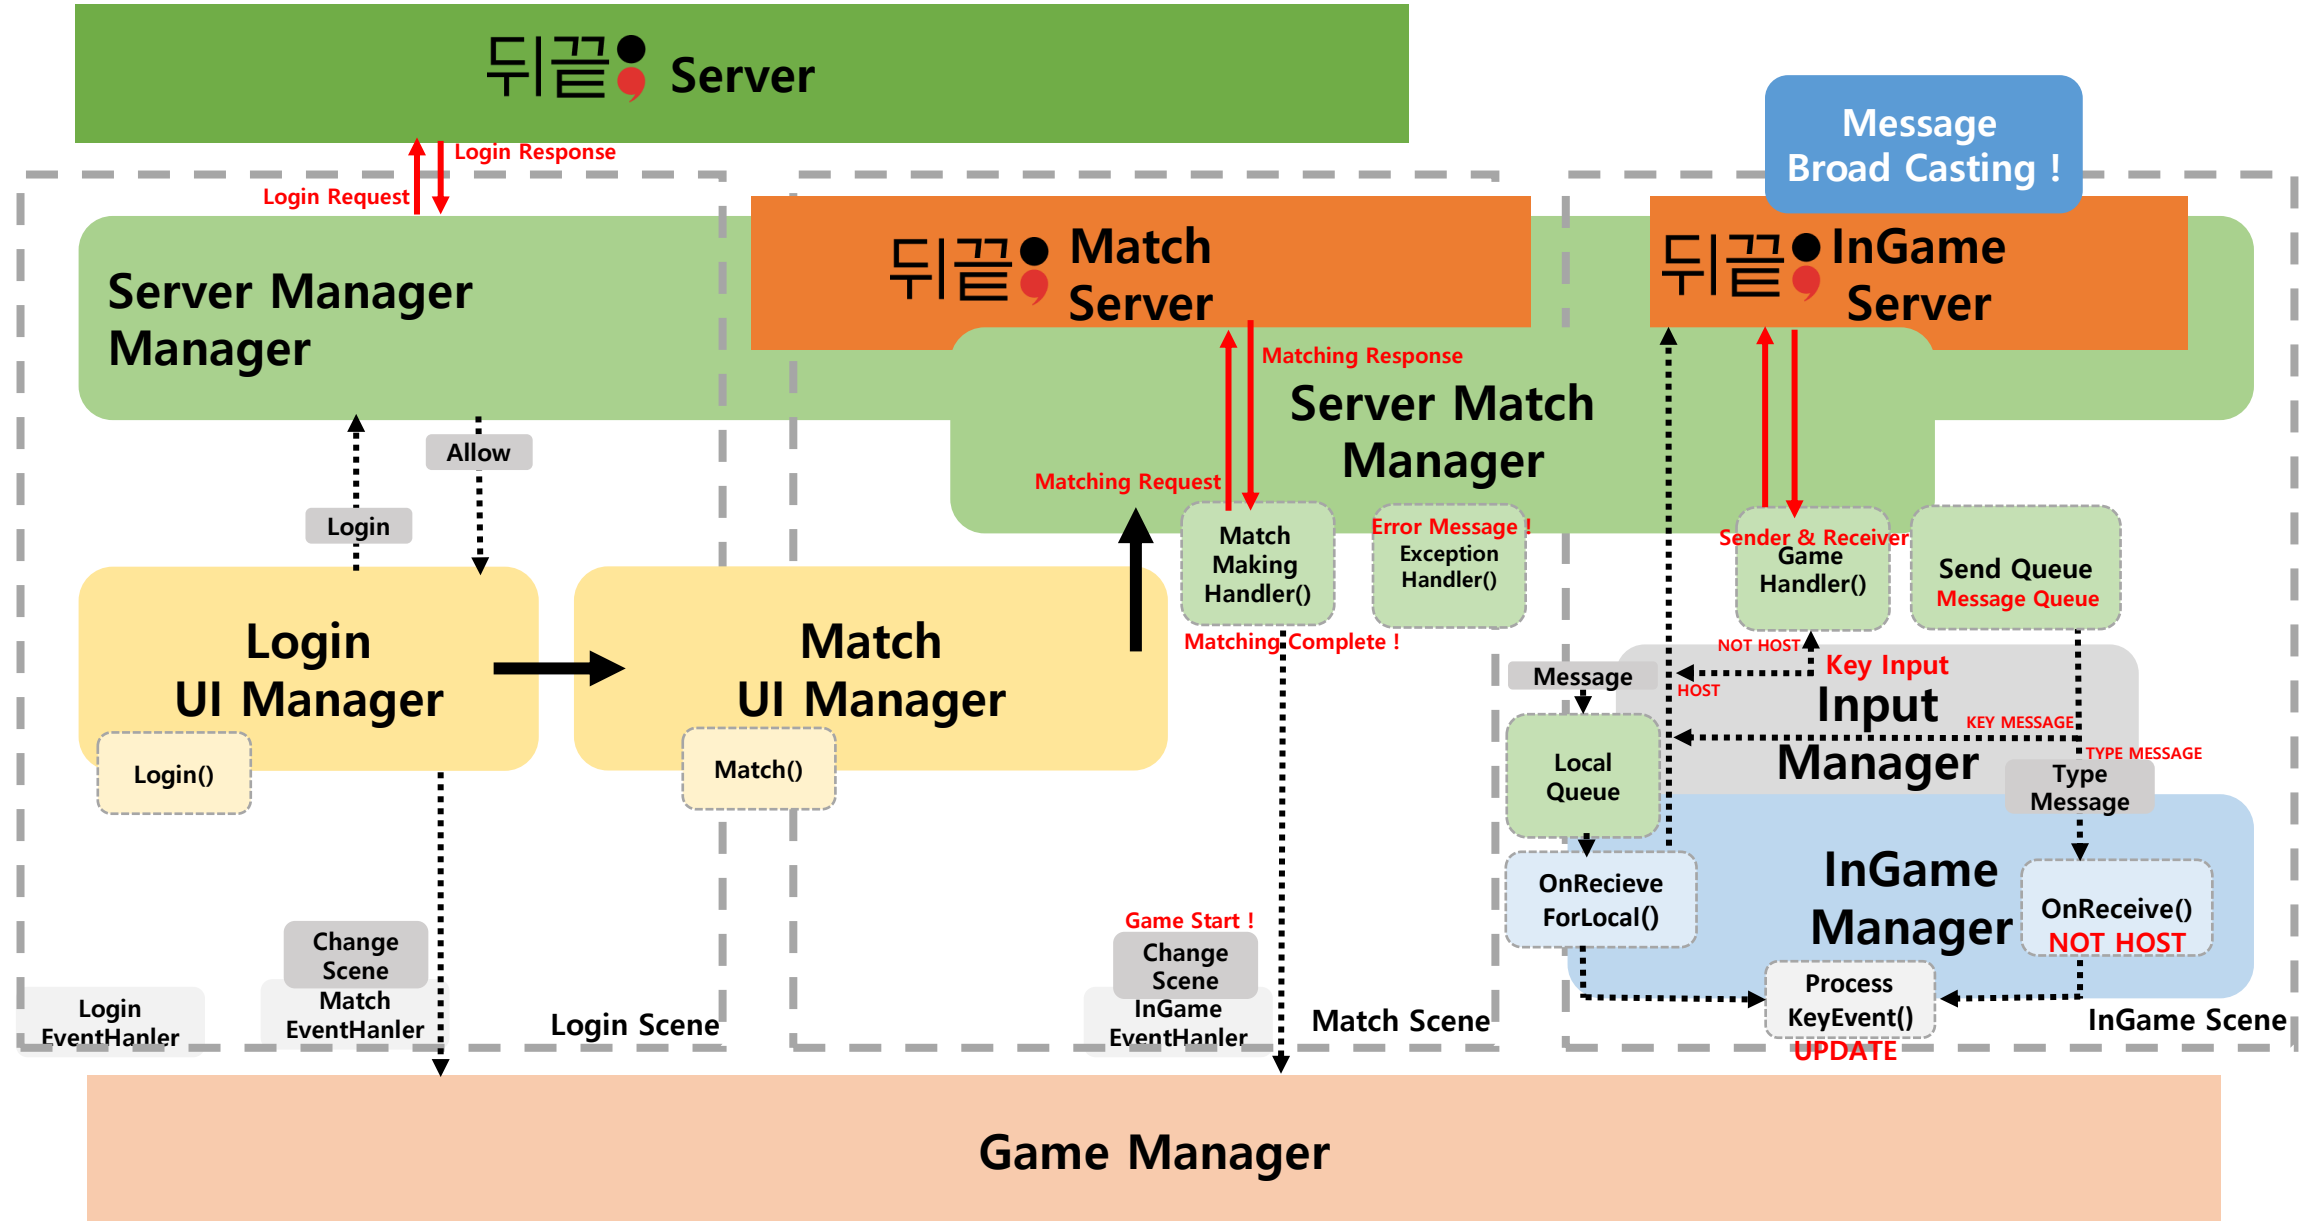 뒤끝; Server
Message
Broad Casting !
Login Response
Login Request
Server Manager
Manager
뒤끝; Match
Server
뒤끝; InGame
Server
Matching Response
Server Match
Manager
Matching Request
Allow
Login
Match
Making
Handler()
Error Message !
Exception
Handler()
Sender & Receiver
Game
Handler()
Send Queue
Message Queue
Login
UI Manager
Login()
Match
UI Manager
Match()
Matching Complete !
NOT HOST
Key Input
HOST
Message
Input
Manager
KEY MESSAGE
TYPE MESSAGE
Type
Message
Local
Queue
OnRecieve
ForLocal()
InGame
Manager
OnReceive()
NOT HOST
Process
KeyEvent()
UPDATE
Login
EventHanler
Change
Scene
Match
EventHanler
Login Scene
Game Start !
Change
Scene
InGame
EventHanler
Match Scene
InGame Scene
Game Manager